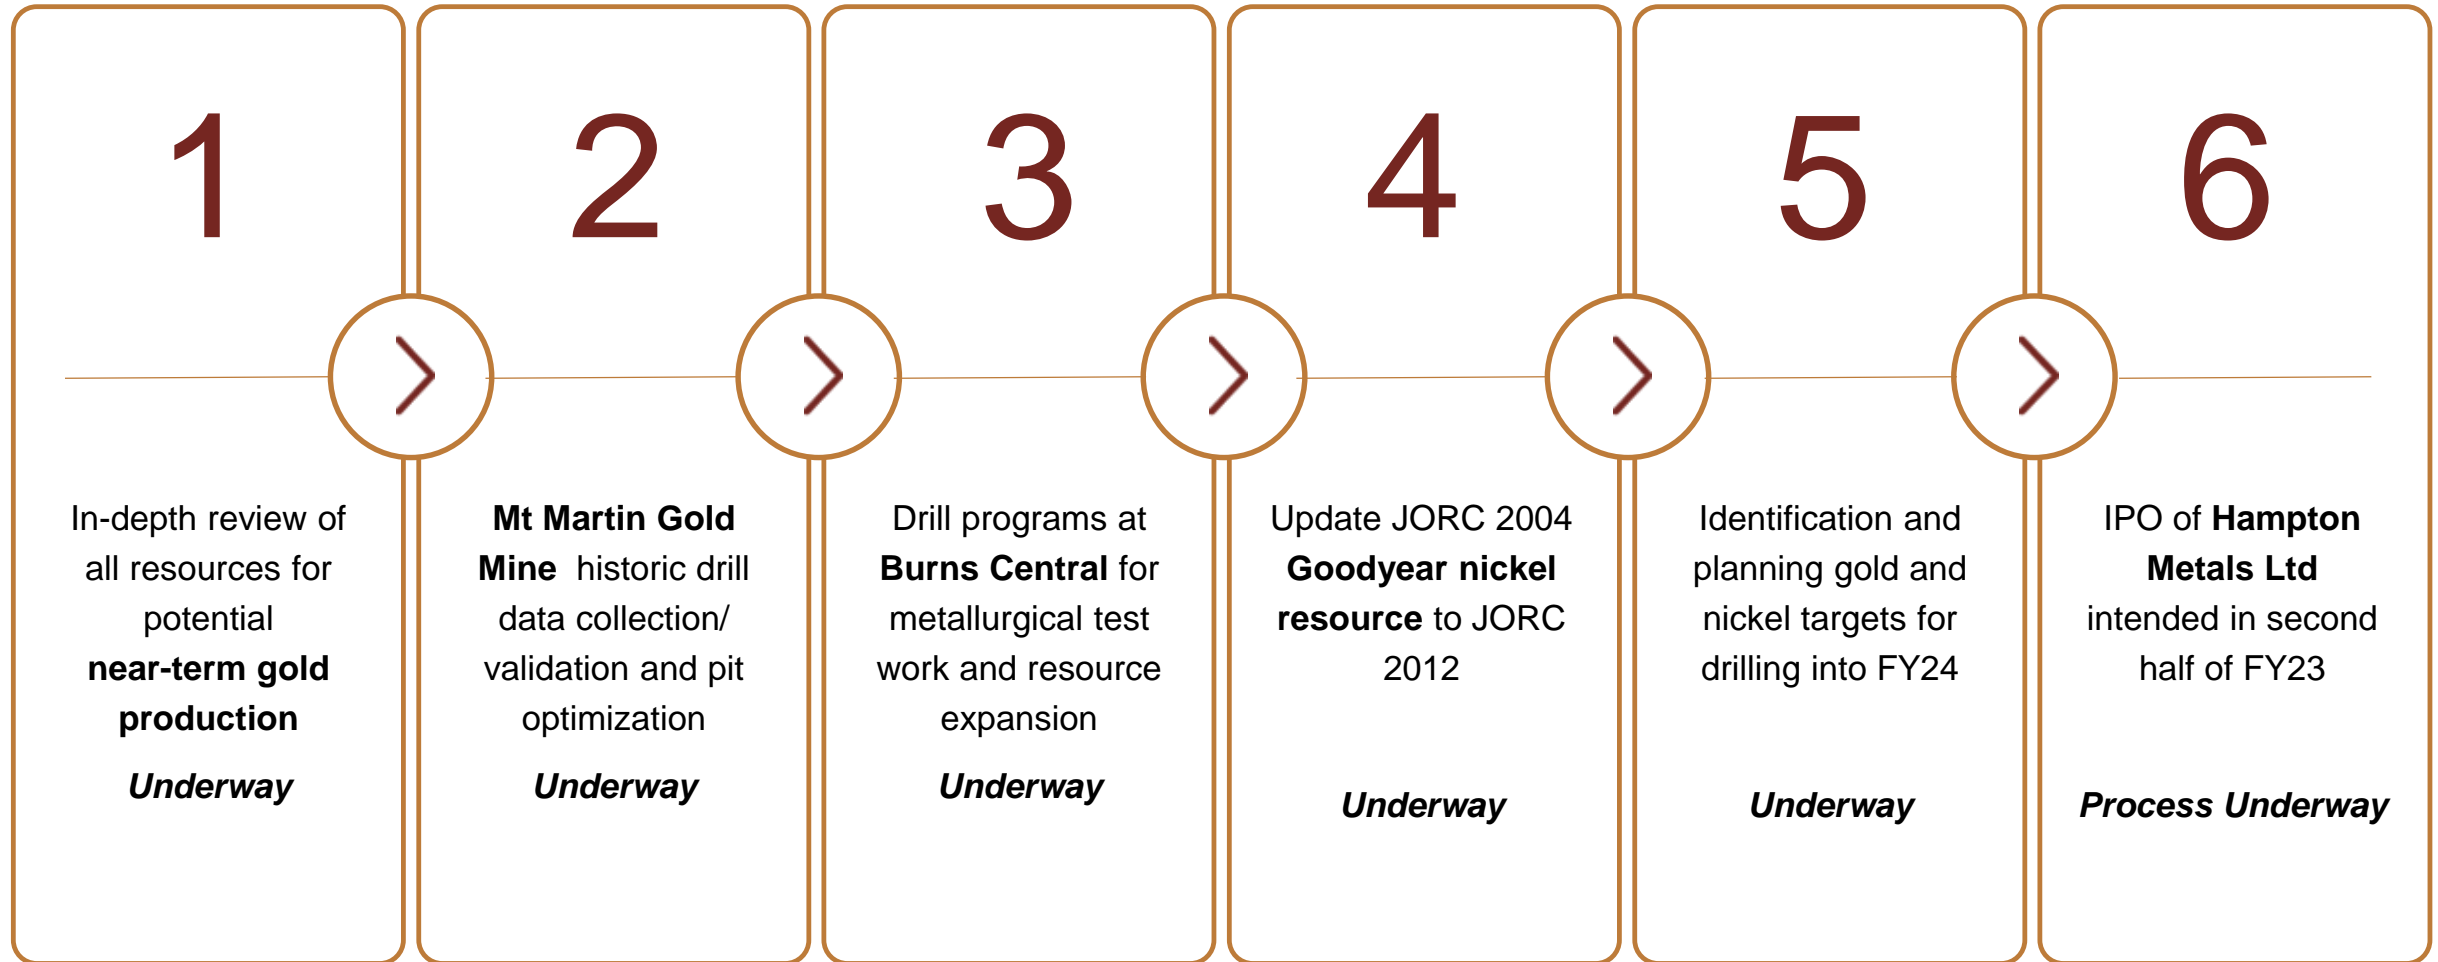 1
In-depth review of
all resources for
potential
near-term gold
production
Underway
2
Mt Martin Gold
Mine historic drill
data collection/
validation and pit
optimization
Underway
3
Drill programs at
Burns Central for
metallurgical test
work and resource
expansion
Underway
4
Update JORC 2004
Goodyear nickel
resource to JORC
2012
Underway
5
Identification and
planning gold and
nickel targets for
drilling into FY24
Underway
6
IPO of Hampton
Metals Ltd
intended in second
half of FY23
Process Underway